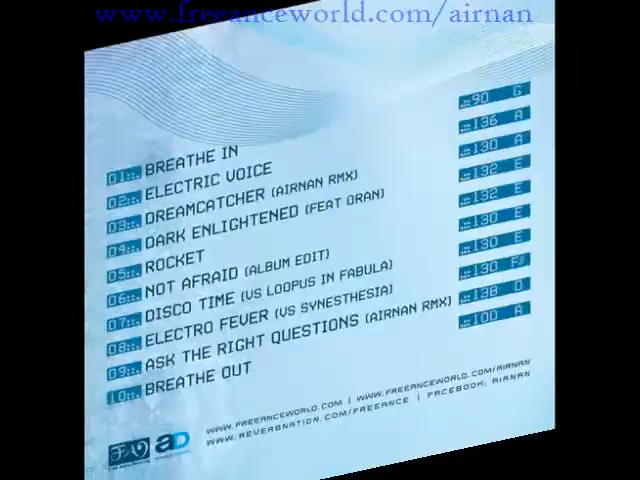 www.freeanceworld.com/airnan
01::. BREATHE IN ::90 G
02::. ELECTRIC VOICE ::136 A
03::. DREAMCATCHER (AIRNAN RMX) ::130 A
04::. DARK ENLIGHTENED (FEAT ORAN) ::132 E
05::. ROCKET ::132 E
06::. NOT AFRAID (ALBUM EDIT) ::130 E
07::. DISCO TIME (VS LOOPUS IN FABULA) ::130 E
08::. ELECTRO FEVER (VS SYNESTHESIA) ::130 F#
09::. ASK THE RIGHT QUESTIONS (AIRNAN RMX) ::138 D
10::. BREATHE OUT ::100 A
WWW.FREEANCEWORLD.COM | WWW.FREEANCEWORLD.COM/AIRNAN
WWW.REVERBNATION.COM/FREEANCE | FACEBOOK: AIRNAN